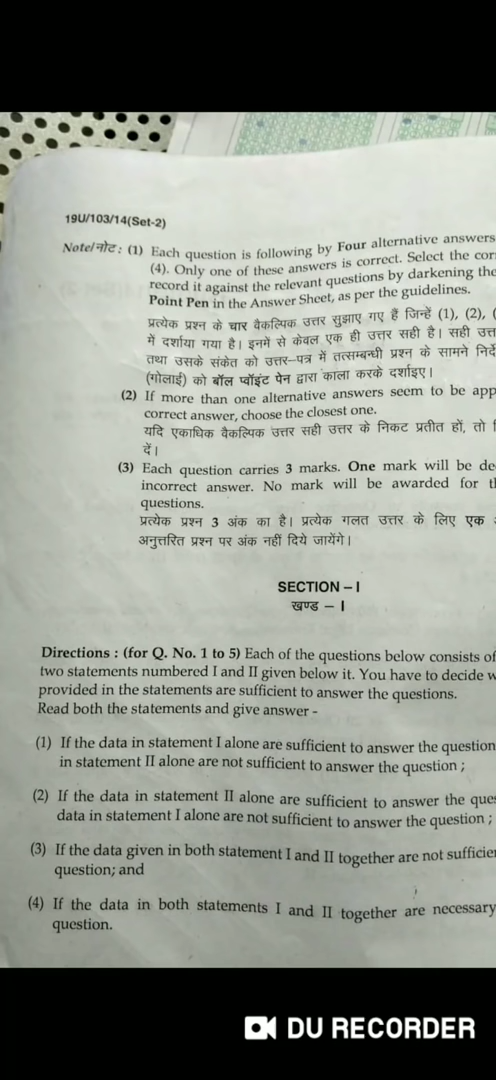 19U/103/14(Set-2)
Note/नोट : (1) Each question is following by Four alternative answers
(4). Only one of these answers is correct. Select the cor
record it against the relevant questions by darkening the
Point Pen in the Answer Sheet, as per the guidelines.
प्रत्येक प्रश्न के चार वैकल्पिक उत्तर सुझाए गए हैं जिन्हें (1), (2), (
में दर्शाया गया है। इनमें से केवल एक ही उत्तर सही है। सही उत्त
तथा उसके संकेत को उत्तर–पत्र में तत्सम्बन्धी प्रश्न के सामने निर्दे
(गोलाई) को बॉल प्वॉइंट पेन द्वारा काला करके दर्शाइए।
(2) If more than one alternative answers seem to be app
correct answer, choose the closest one.
यदि एकाधिक वैकल्पिक उत्तर सही उत्तर के निकट प्रतीत हों, तो
दें।
(3) Each question carries 3 marks. One mark will be de
incorrect answer. No mark will be awarded for t
questions.
प्रत्येक प्रश्न 3 अंक का है। प्रत्येक गलत उत्तर के लिए एक
अनुत्तरित प्रश्न पर अंक नहीं दिये जायेंगे।
SECTION – I
खण्ड – I
Directions : (for Q. No. 1 to 5) Each of the questions below consists of
two statements numbered I and II given below it. You have to decide w
provided in the statements are sufficient to answer the questions.
Read both the statements and give answer -
(1) If the data in statement I alone are sufficient to answer the question
in statement II alone are not sufficient to answer the question ;
(2) If the data in statement II alone are sufficient to answer the ques
data in statement I alone are not sufficient to answer the question ;
(3) If the data given in both statement I and II together are not sufficie
question; and
(4) If the data in both statements I and II together are necessary
question.
DU RECORDER